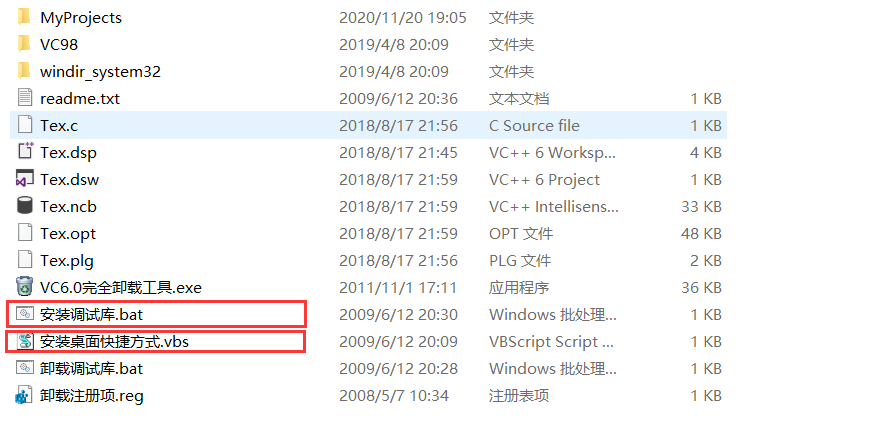 MyProjects 2020/11/20 19:05 文件夹
VC98 2019/4/8 20:09 文件夹
windir_system32 2019/4/8 20:09 文件夹
readme.txt 2009/6/12 20:36 文本文档 1 KB
Tex.c 2018/8/17 21:56 C Source file 1 KB
Tex.dsp 2018/8/17 21:45 VC++ 6 Worksp... 4 KB
Tex.dsw 2018/8/17 21:59 VC++ 6 Project 1 KB
Tex.ncb 2018/8/17 21:59 VC++ Intellisens... 33 KB
Tex.opt 2018/8/17 21:59 OPT 文件 48 KB
Tex.plg 2018/8/17 21:56 PLG 文件 2 KB
VC6.0完全卸载工具.exe 2011/11/1 17:11 应用程序 36 KB
安装调试库.bat 2009/6/12 20:30 Windows 批处理... 1 KB
安装桌面快捷方式.vbs 2009/6/12 20:09 VBScript Script ... 1 KB
卸载调试库.bat 2009/6/12 20:28 Windows 批处理... 1 KB
卸载注册项.reg 2008/5/7 10:34 注册表项 1 KB